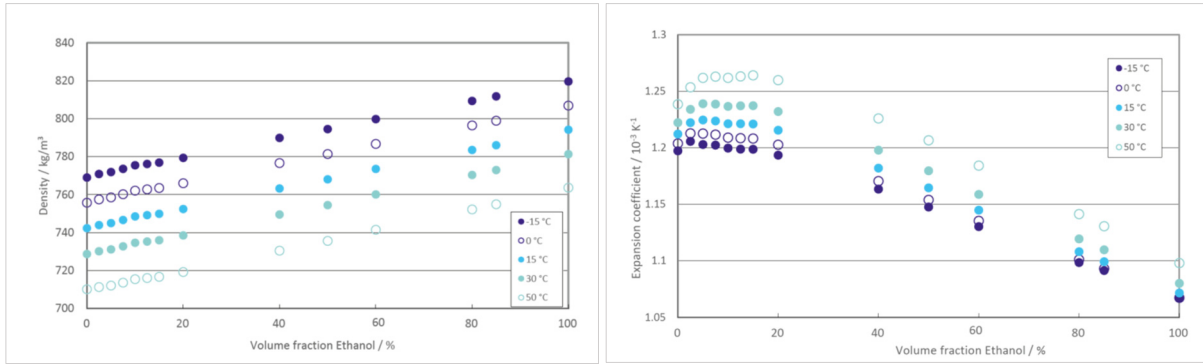 840
820
800
780
760
740
720
700
Density / kg/m³
-15 °C
0 °C
15 °C
30 °C
50 °C
0
20
40
60
80
100
Volume fraction Ethanol / %
1.3
1.25
1.2
1.15
1.1
1.05
Expansion coefficient / 10⁻³ K⁻¹
-15 °C
0 °C
15 °C
30 °C
50 °C
0
20
40
60
80
100
Volume fraction Ethanol / %